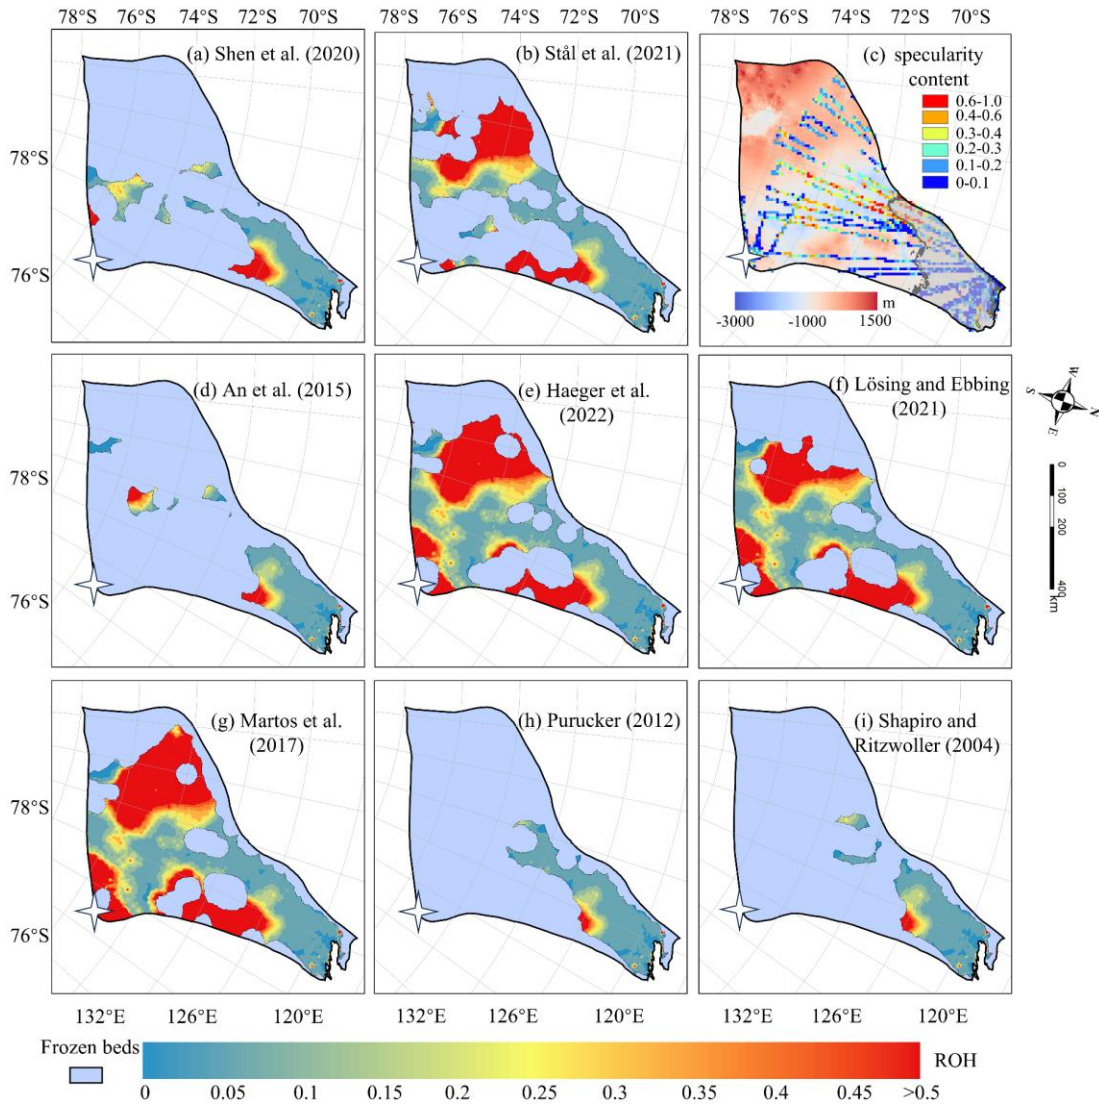 78°S 76°S 74°S 72°S 70°S
76°S 74°S 72°S 70°S
78°S 76°S 74°S 72°S 70°S
(a) Shen et al. (2020)
(b) Stål et al. (2021)
(c) specularity
content
0.6-1.0
0.4-0.6
0.3-0.4
0.2-0.3
0.1-0.2
0-0.1
m
-3000 -1000 1500
78°S
76°S
(d) An et al. (2015)
(e) Haeger et al.
(2022)
(f) Lösing and Ebbing
(2021)
W
S
N
E
0
100
200
400
km
78°S
76°S
(g) Martos et al.
(2017)
(h) Purucker (2012)
(i) Shapiro and
Ritzwoller (2004)
78°S
76°S
132°E 126°E 120°E
132°E 126°E 120°E
132°E 126°E 120°E
Frozen beds
ROH
0 0.05 0.1 0.15 0.2 0.25 0.3 0.35 0.4 0.45 >0.5